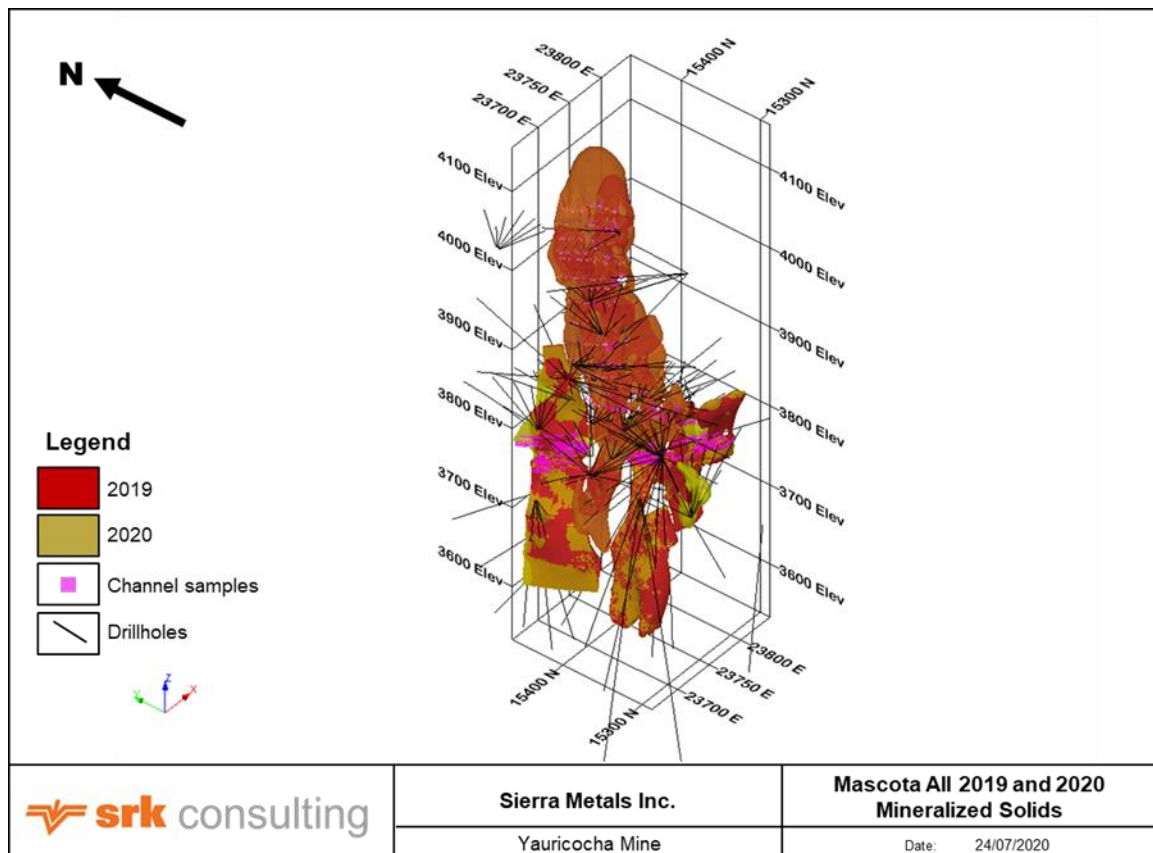 N
23800 E
23750 E
23700 E
15400 N
15300 N
4100 Elev
4100 Elev
4000 Elev
4000 Elev
3900 Elev
3900 Elev
3800 Elev
3800 Elev
3700 Elev
3700 Elev
3600 Elev
3600 Elev
15400 N
15300 N
23800 E
23750 E
23700 E
Legend
2019
2020
Channel samples
Drillholes
Z
Y
X
srk consulting
Sierra Metals Inc.
Yauricocha Mine
Mascota All 2019 and 2020
Mineralized Solids
Date: 24/07/2020